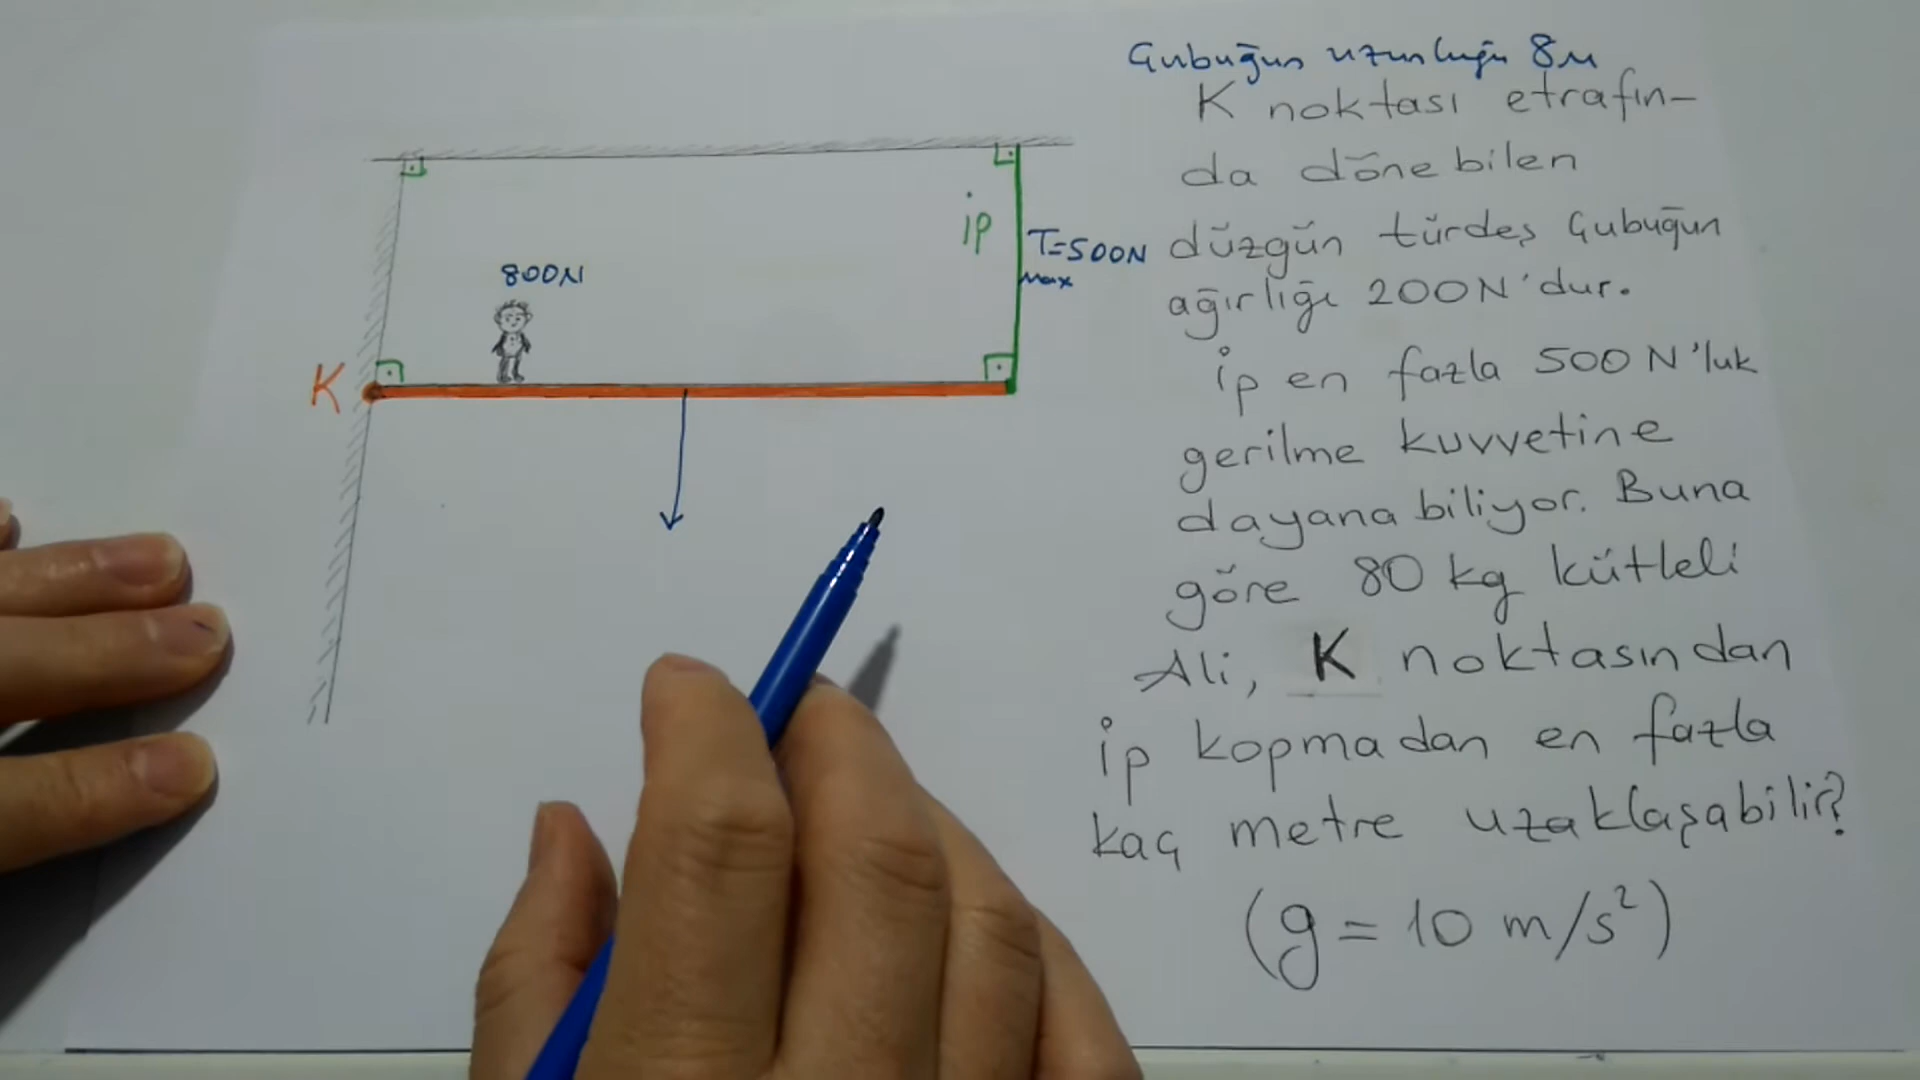 Çubuğun uzunluğu 8m
K noktası etrafın-
da dönebilen
düzgün türdeş çubuğun
ağırlığı 200N'dur.
ip en fazla 500N'luk
gerilme kuvvetine
dayanabiliyor. Buna
göre 80 kg kütleli
Ali, K noktasından
ip kopmadan en fazla
kaç metre uzaklaşabilir?
(g = 10 m/s²)
ip
T=500N
max
800N
K